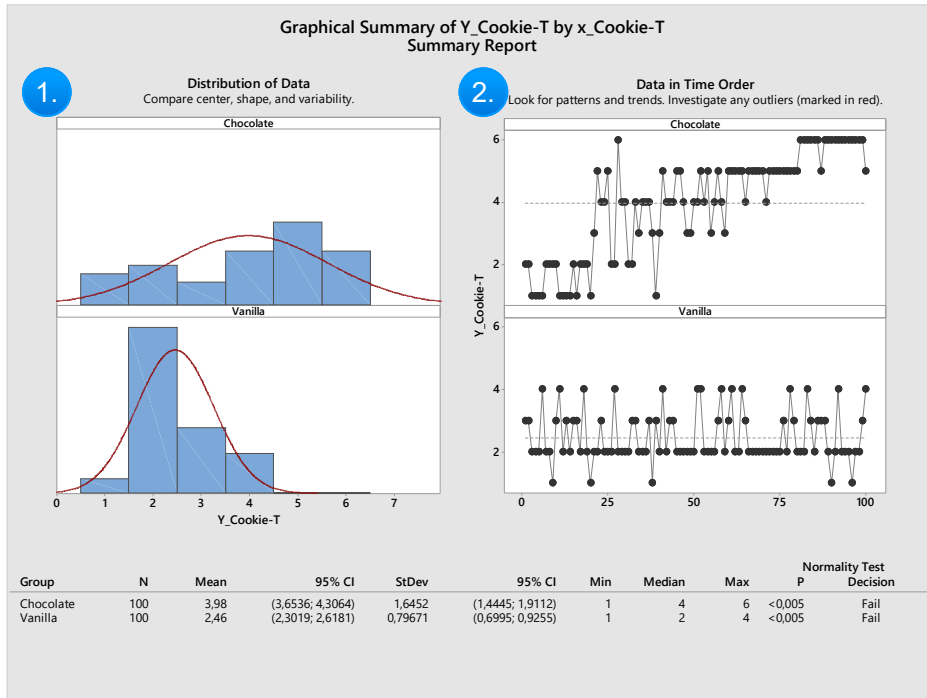 Graphical Summary of Y_Cookie-T by x_Cookie-T
Summary Report
1.
Distribution of Data
Compare center, shape, and variability.
Chocolate
Vanilla
0 1 2 3 4 5 6 7
Y_Cookie-T
2.
Data in Time Order
Look for patterns and trends. Investigate any outliers (marked in red).
Chocolate
6
4
2
Y_Cookie-T
Vanilla
6
4
2
0 25 50 75 100
Normality Test
Group N Mean 95% CI StDev 95% CI Min Median Max P Decision
Chocolate 100 3,98 (3,6536; 4,3064) 1,6452 (1,4445; 1,9112) 1 4 6 <0,005 Fail
Vanilla 100 2,46 (2,3019; 2,6181) 0,79671 (0,6995; 0,9255) 1 2 4 <0,005 Fail